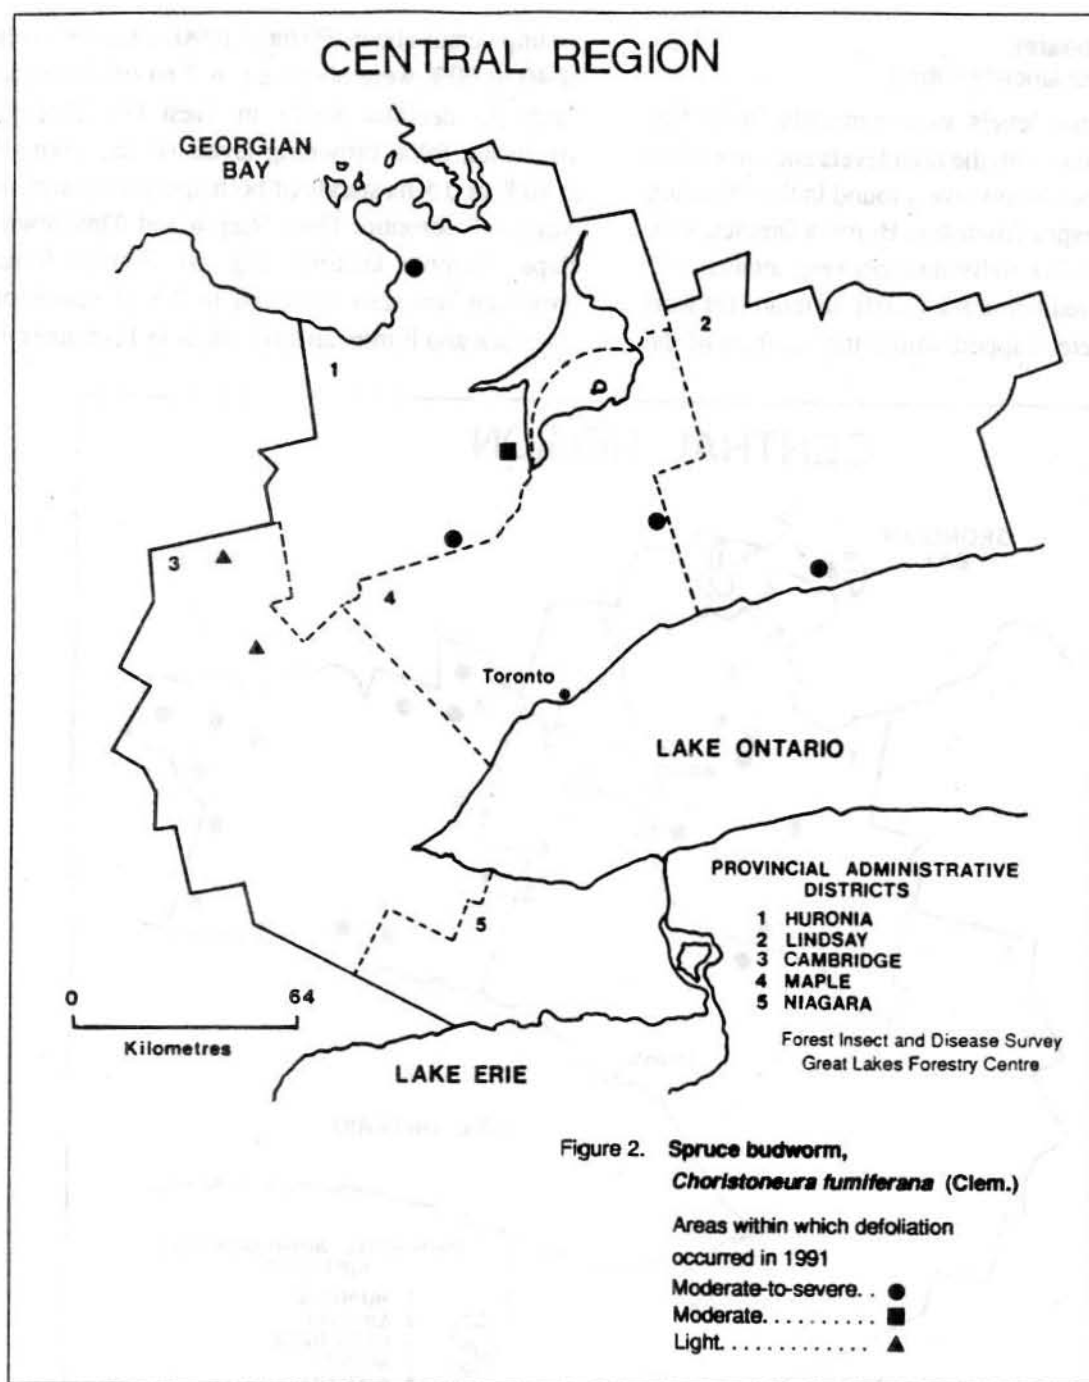 CENTRAL REGION
GEORGIAN
BAY
1
2
3
4
Toronto
LAKE ONTARIO
5
PROVINCIAL ADMINISTRATIVE
DISTRICTS
1 HURONIA
2 LINDSAY
3 CAMBRIDGE
4 MAPLE
5 NIAGARA
0 64
Kilometres
Forest Insect and Disease Survey
Great Lakes Forestry Centre
LAKE ERIE
Figure 2. Spruce budworm,
Choristoneura fumiferana (Clem.)
Areas within which defoliation
occurred in 1991
Moderate-to-severe. .
Moderate. . . . . . . . . .
Light. . . . . . . . . . . . .